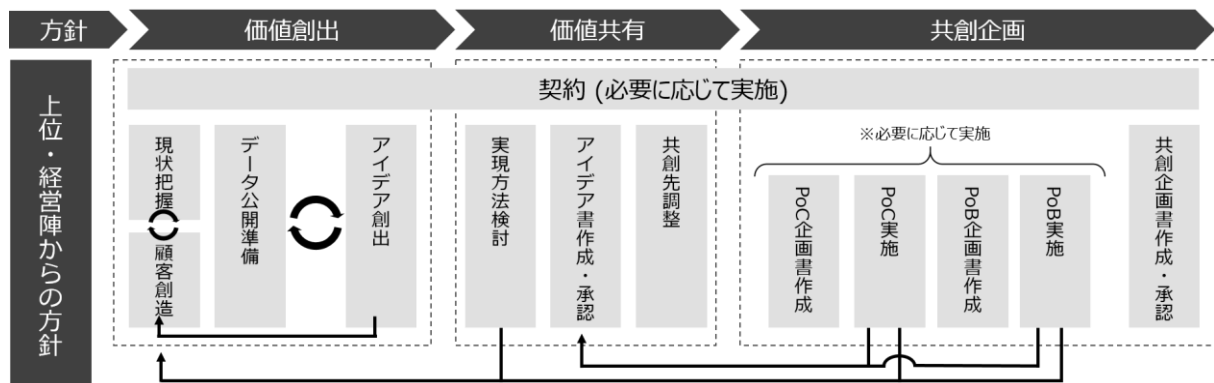 方針
価値創出
価値共有
共創企画
上位・経営陣からの方針
契約 (必要に応じて実施)
現状把握
顧客創造
データ公開準備
アイデア創出
実現方法検討
アイデア書作成・承認
共創先調整
※必要に応じて実施
PoC企画書作成
PoC実施
PoB企画書作成
PoB実施
共創企画書作成・承認